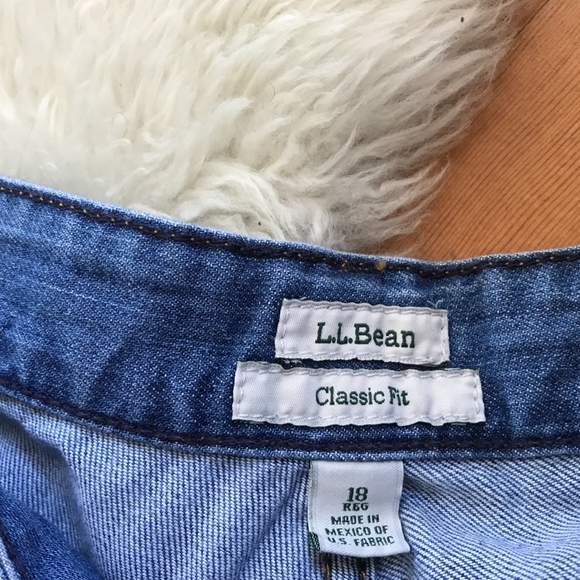 L.L.Bean
Classic Fit
18
REG
MADE IN
MEXICO OF
U.S. FABRIC